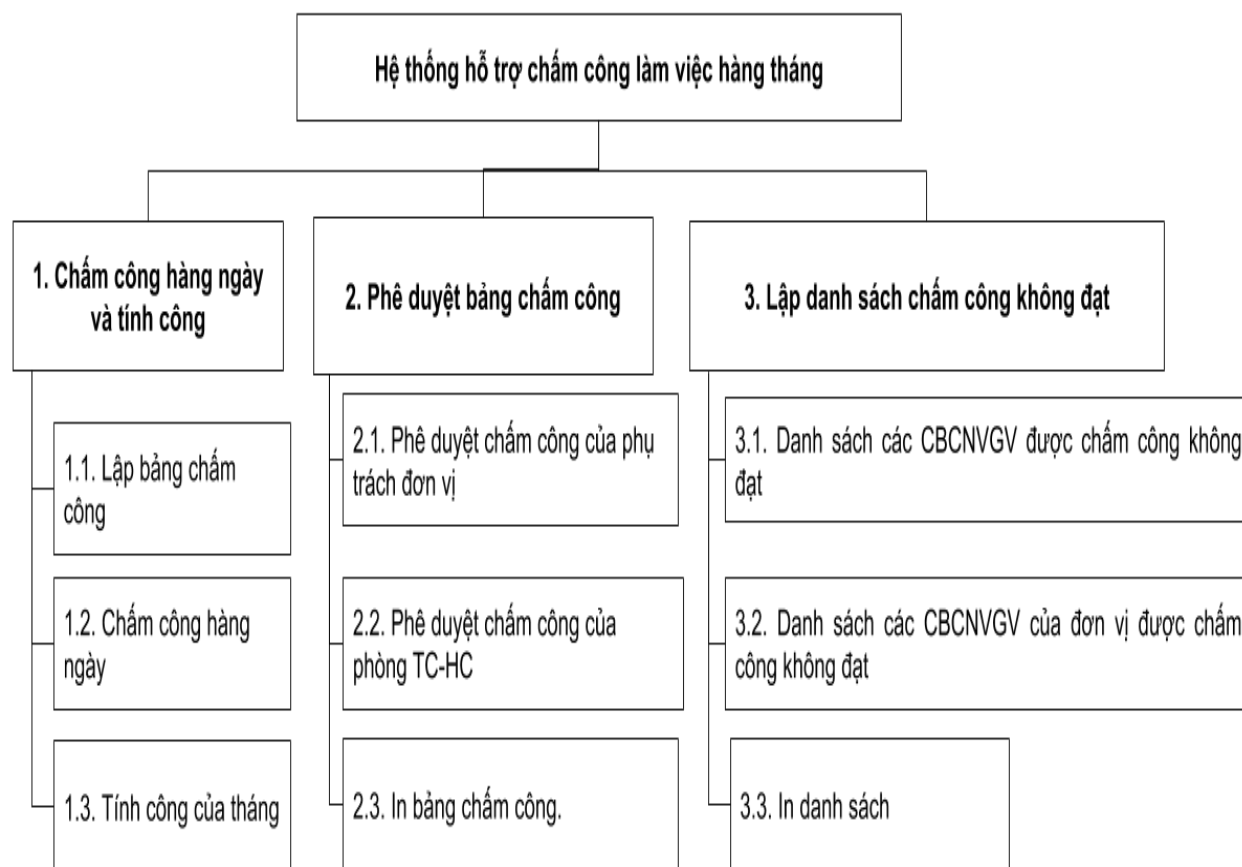 Hệ thống hỗ trợ chấm công làm việc hàng tháng
1. Chấm công hàng ngày
và tính công
2. Phê duyệt bảng chấm công
3. Lập danh sách chấm công không đạt
1.1. Lập bảng chấm
công
1.2. Chấm công hàng
ngày
1.3. Tính công của tháng
2.1. Phê duyệt chấm công của phụ
trách đơn vị
2.2. Phê duyệt chấm công của
phòng TC-HC
2.3. In bảng chấm công.
3.1. Danh sách các CBCNVGV được chấm công không
đạt
3.2. Danh sách các CBCNVGV của đơn vị được chấm
công không đạt
3.3. In danh sách